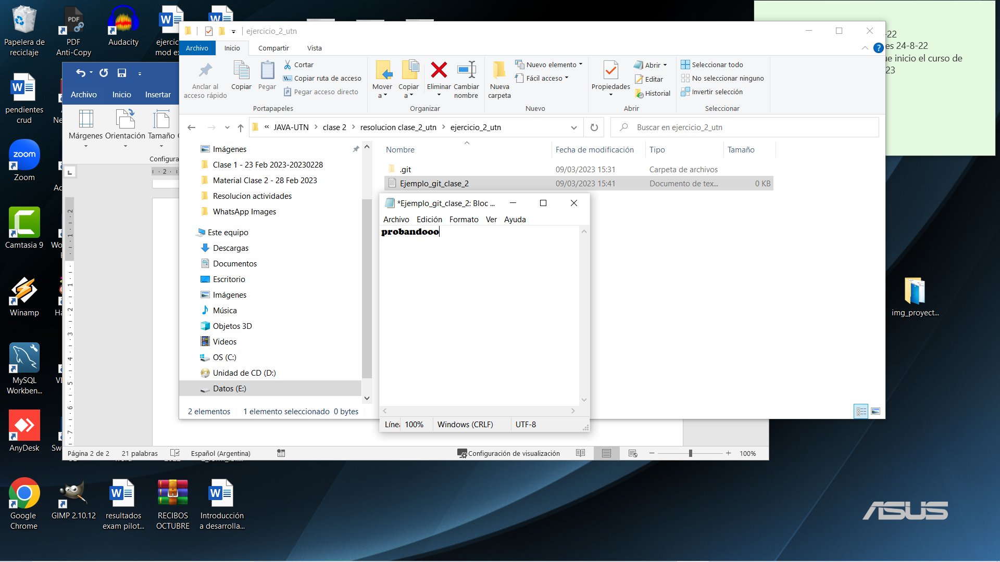 Papelera de reciclaje
PDF Anti-Copy
Audacity
pendientes crud
Zoom
Camtasia 9
Winamp
MySQL Workben...
AnyDesk
Google Chrome
GIMP 2.10.12
resultados exam pilot...
RECIBOS OCTUBRE
Introducción a desarrolla...
img_proyect...
ASUS
-22
es 24-8-22
ue inicio el curso de
23
Archivo Inicio Insertar
Márgenes Orientación Tamaño
Configura
Página 2 de 2 21 palabras Español (Argentina) Configuración de visualización 100%
ejercicio_2_utn
Archivo Inicio Compartir Vista
Anclar al acceso rápido
Copiar
Pegar
Cortar
Copiar ruta de acceso
Pegar acceso directo
Portapapeles
Mover a
Copiar a
Eliminar
Cambiar nombre
Organizar
Nueva carpeta
Nuevo elemento
Fácil acceso
Nuevo
Propiedades
Abrir
Editar
Historial
Abrir
Seleccionar todo
No seleccionar ninguno
Invertir selección
Seleccionar
« JAVA-UTN > clase 2 > resolucion clase_2_utn > ejercicio_2_utn
Buscar en ejercicio_2_utn
Imágenes
Clase 1 - 23 Feb 2023-20230228
Material Clase 2 - 28 Feb 2023
Resolucion actividades
WhatsApp Images
Este equipo
Descargas
Documentos
Escritorio
Imágenes
Música
Objetos 3D
Videos
OS (C:)
Unidad de CD (D:)
Datos (E:)
Nombre Fecha de modificación Tipo Tamaño
.git 09/03/2023 15:31 Carpeta de archivos
Ejemplo_git_clase_2 09/03/2023 15:41 Documento de tex... 0 KB
2 elementos 1 elemento seleccionado 0 bytes
*Ejemplo_git_clase_2: Bloc ...
Archivo Edición Formato Ver Ayuda
probandooo
Líne 100% Windows (CRLF) UTF-8